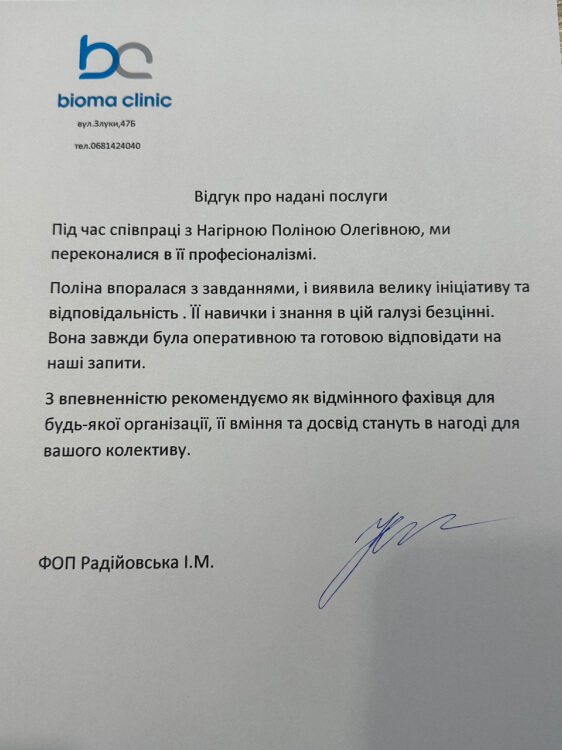 bioma clinic
вул.Злуки,47Б
тел.0681424040
Відгук про надані послуги
Під час співпраці з Нагірною Поліною Олегівною, ми
переконалися в її професіоналізмі.
Поліна впоралася з завданнями, і виявила велику ініціативу та
відповідальність . ЇЇ навички і знання в цій галузі безцінні.
Вона завжди була оперативною та готовою відповідати на
наші запити.
З впевненністю рекомендуємо як відмінного фахівця для
будь-якої організації, її вміння та досвід стануть в нагоді для
вашого колективу.
ФОП Радійовська І.М.